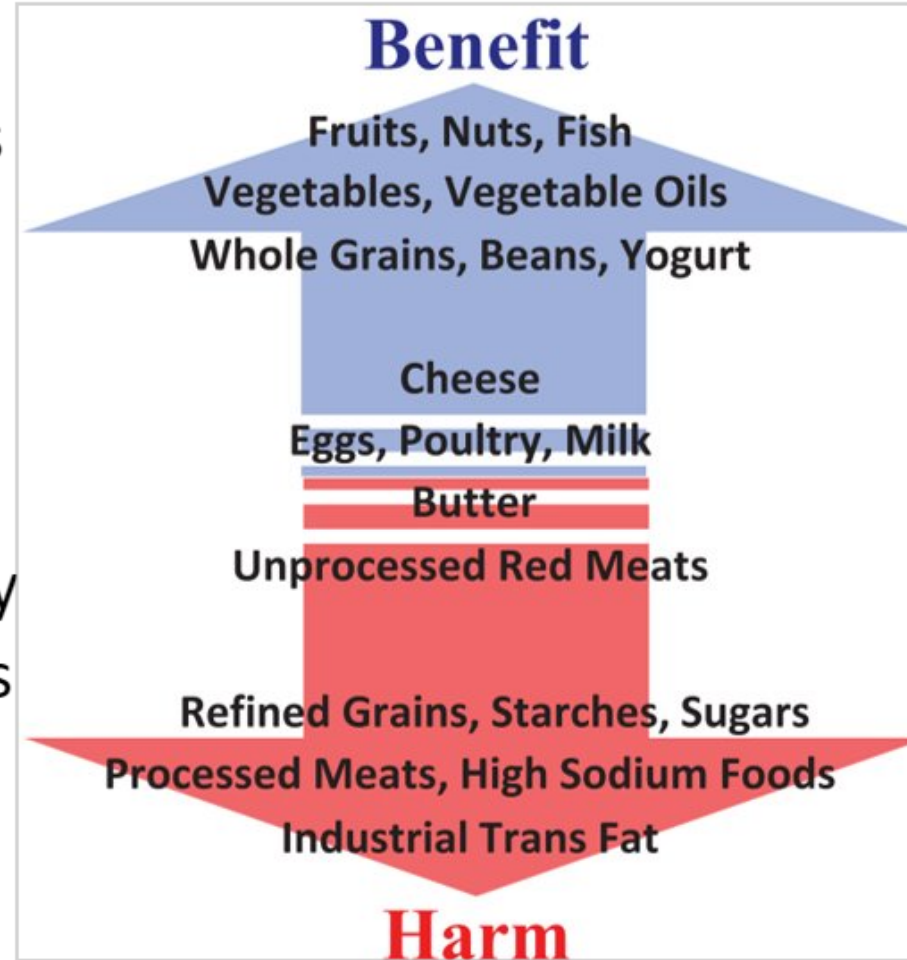 Benefit
Fruits, Nuts, Fish
Vegetables, Vegetable Oils
Whole Grains, Beans, Yogurt
Cheese
Eggs, Poultry, Milk
Butter
Unprocessed Red Meats
Refined Grains, Starches, Sugars
Processed Meats, High Sodium Foods
Industrial Trans Fat
Harm